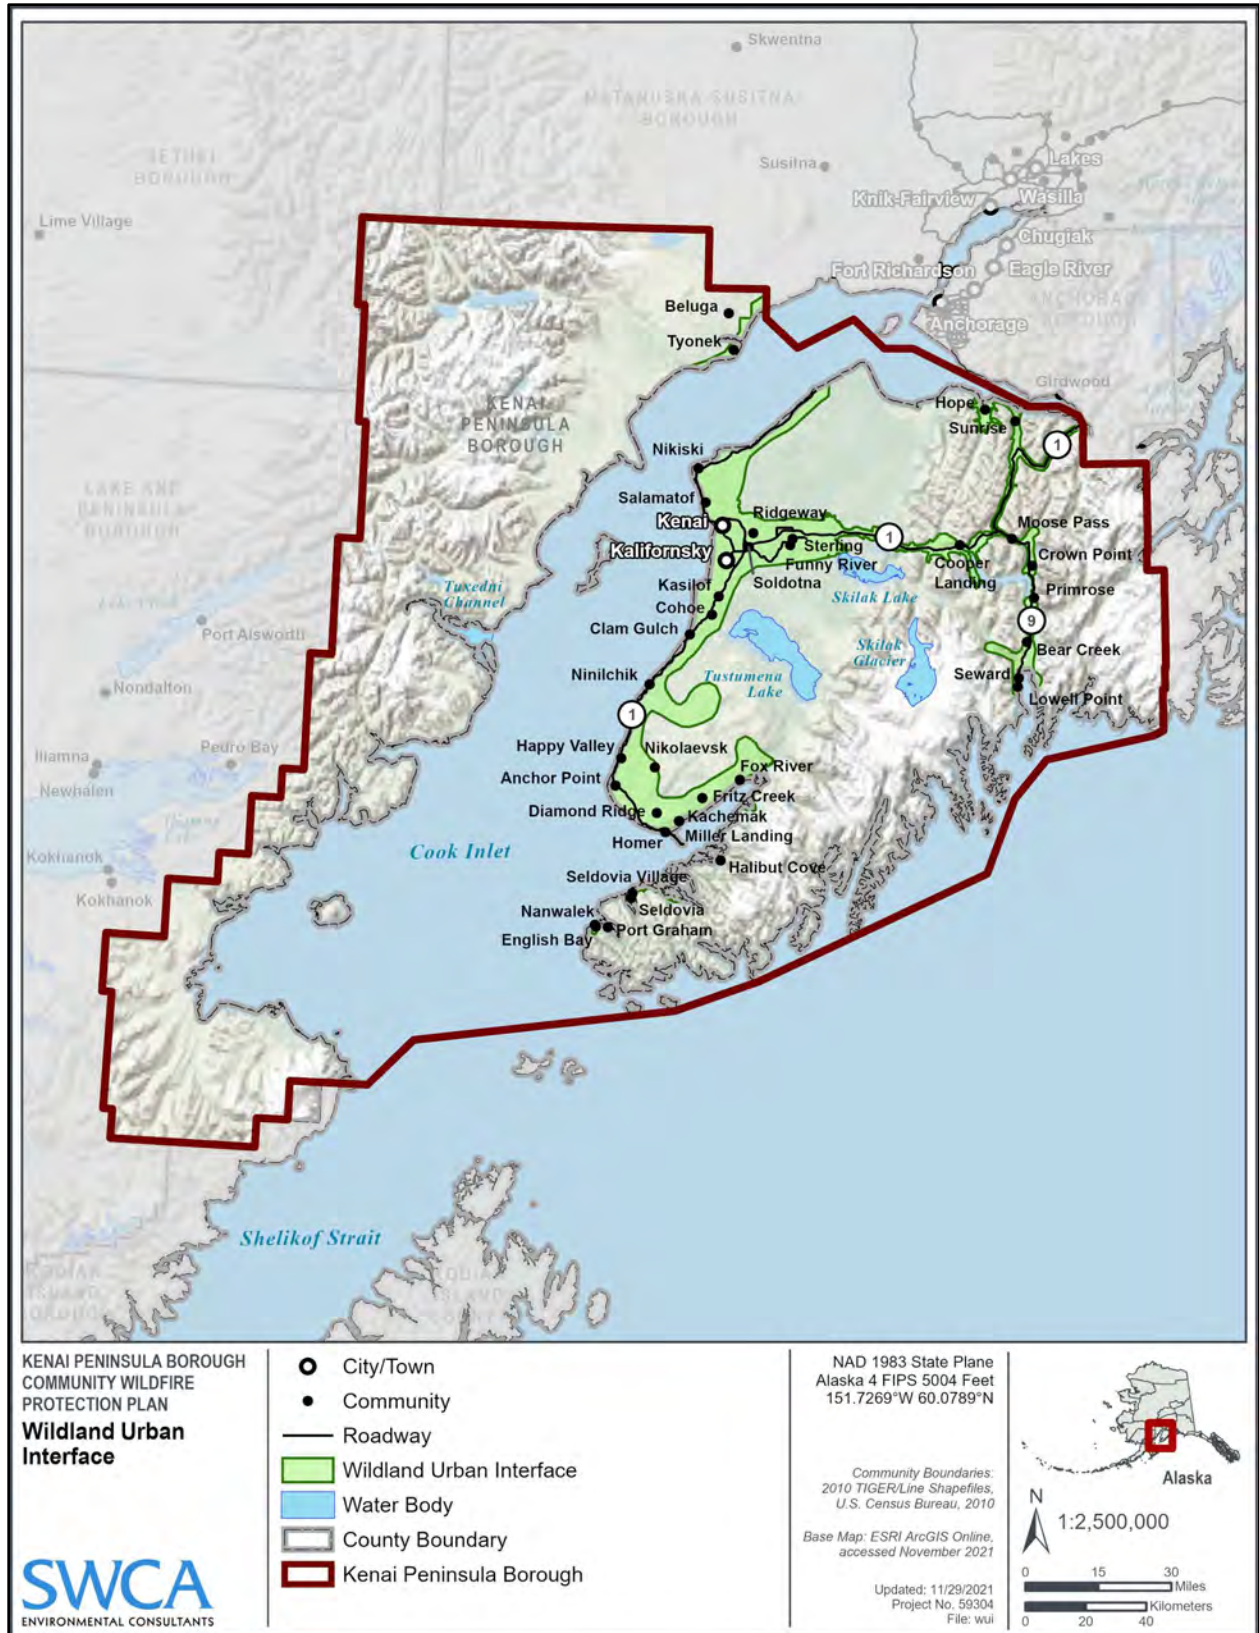 Skwentna
MATANUSKA-SUSITNA
BOROUGH
Susitna
Lakes
Knik-Fairview
Wasilla
BOROUGH
Lime Village
Chugiak
Fort Richardson
Eagle River
Anchorage
Beluga
Tyonek
Girdwood
KENAI
PENINSULA
BOROUGH
Hope
Sunrise
1
Nikiski
LAKE AND
PENINSULA
BOROUGH
Salamatof
Kenai
Ridgeway
Moose Pass
1
Kalifornsky
Sterling
Funny River
Crown Point
Cooper
Landing
Soldotna
Tuxedni
Channel
Kasilof
Skilak Lake
Primrose
Cohoe
9
Port Alsworth
Clam Gulch
Skilak
Glacier
Bear Creek
Nondalton
Ninilchik
Tustumena
Lake
Seward
Lowell Point
1
Iliamna
Pedro Bay
Happy Valley
Nikolaevsk
Fox River
Newhalen
Anchor Point
Fritz Creek
Diamond Ridge
Kachemak
Homer
Miller Landing
Kokhanok
Cook Inlet
Halibut Cove
Seldovia Village
Kokhanok
Nanwalek
Seldovia
Port Graham
English Bay
Shelikof Strait
KENAI PENINSULA BOROUGH
COMMUNITY WILDFIRE
PROTECTION PLAN
Wildland Urban
Interface
SWCA
ENVIRONMENTAL CONSULTANTS
City/Town
Community
Roadway
Wildland Urban Interface
Water Body
County Boundary
Kenai Peninsula Borough
NAD 1983 State Plane
Alaska 4 FIPS 5004 Feet
151.7269°W 60.0789°N
Community Boundaries:
2010 TIGER/Line Shapefiles,
U.S. Census Bureau, 2010
Base Map: ESRI ArcGIS Online,
accessed November 2021
Updated: 11/29/2021
Project No. 59304
File: wui
Alaska
N
1:2,500,000
0 15 30
Miles
Kilometers
0 20 40